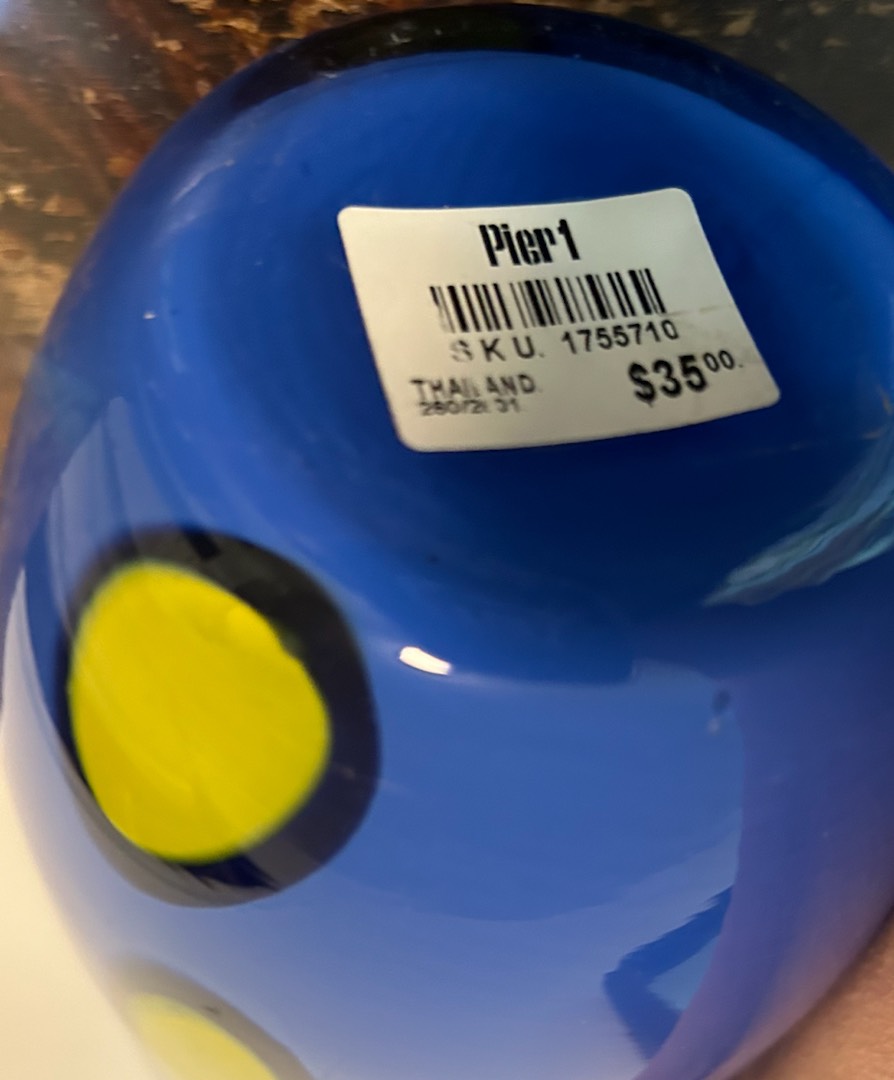 Pier1
SKU. 1755710
$35.00.
THAILAND.